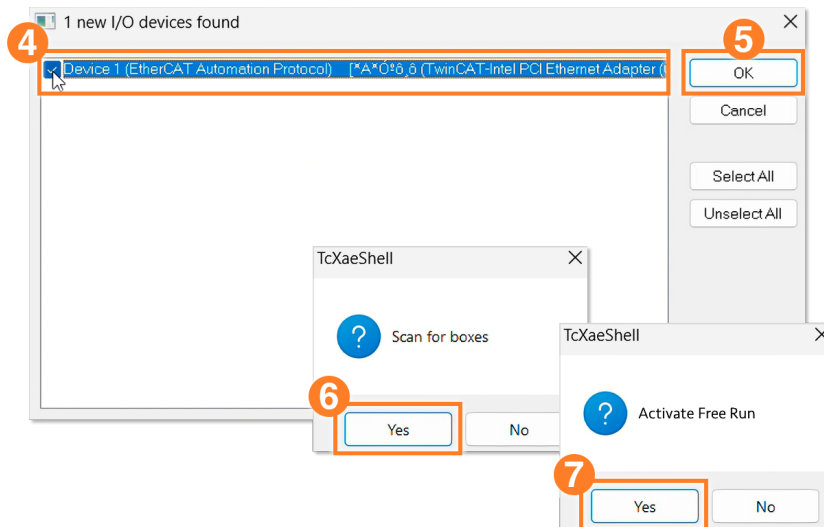 1 new I/O devices found
4
5
Device 1 (EtherCAT Automation Protocol) [*A*Óºô¸ô (TwinCAT-Intel PCI Ethernet Adapter (
OK
Cancel
Select All
Unselect All
TcXaeShell
Scan for boxes
6
Yes
No
TcXaeShell
Activate Free Run
7
Yes
No